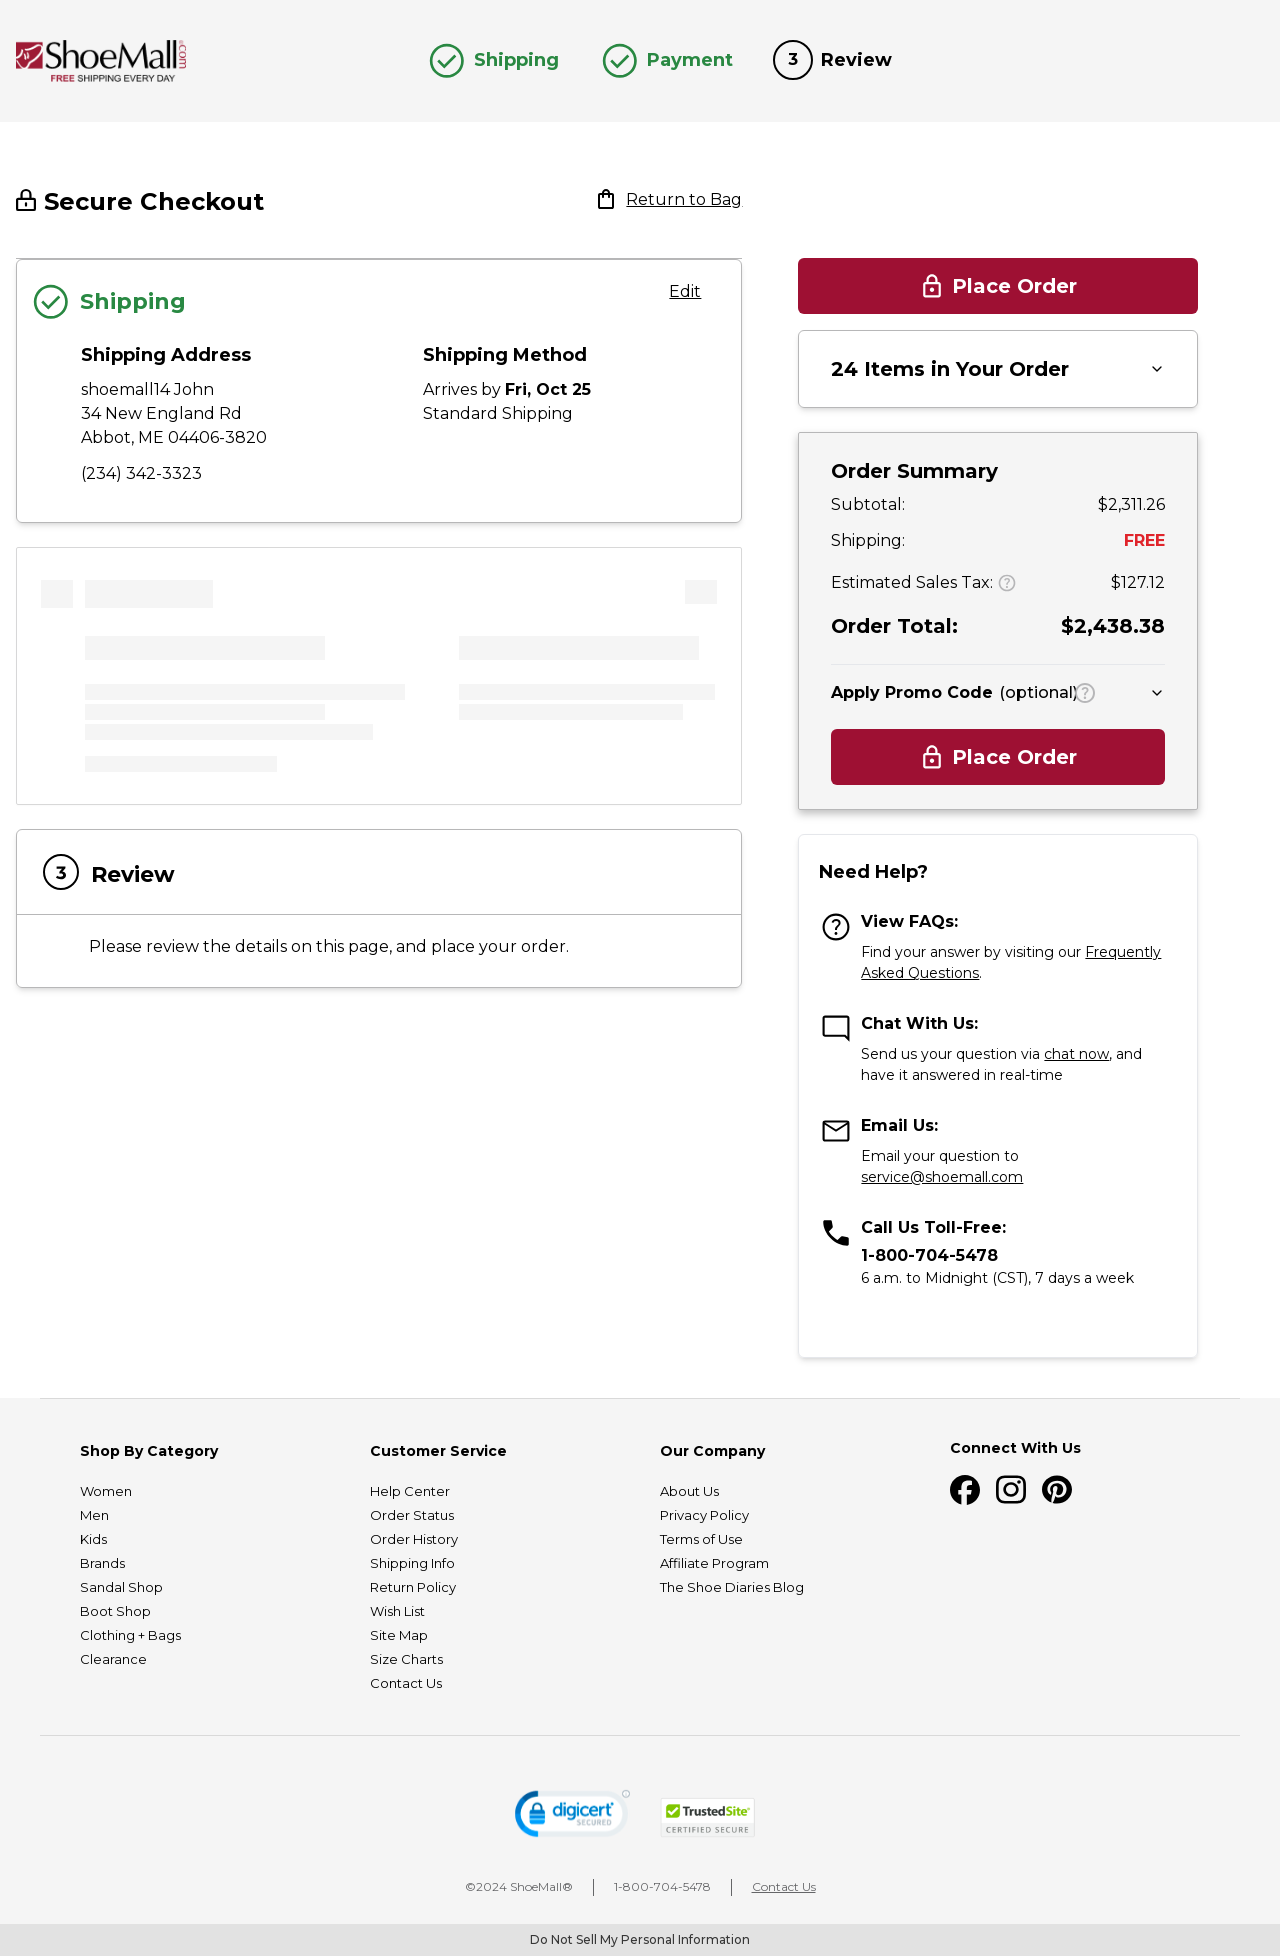 ShoeMall.com
FREE SHIPPING EVERY DAY
Shipping
Payment
3 Review
Secure Checkout
Return to Bag
Shipping
Edit
Shipping Address
shoemall14 John
34 New England Rd
Abbot, ME 04406-3820
(234) 342-3323
Shipping Method
Arrives by Fri, Oct 25
Standard Shipping
3 Review
Please review the details on this page, and place your order.
Place Order
24 Items in Your Order
Order Summary
Subtotal: $2,311.26
Shipping: FREE
Estimated Sales Tax: ? $127.12
Order Total: $2,438.38
Apply Promo Code (optional) ?
Place Order
Need Help?
View FAQs:
Find your answer by visiting our Frequently
Asked Questions.
Chat With Us:
Send us your question via chat now, and
have it answered in real-time
Email Us:
Email your question to
service@shoemall.com
Call Us Toll-Free:
1-800-704-5478
6 a.m. to Midnight (CST), 7 days a week
Shop By Category
Women
Men
Kids
Brands
Sandal Shop
Boot Shop
Clothing + Bags
Clearance
Customer Service
Help Center
Order Status
Order History
Shipping Info
Return Policy
Wish List
Site Map
Size Charts
Contact Us
Our Company
About Us
Privacy Policy
Terms of Use
Affiliate Program
The Shoe Diaries Blog
Connect With Us
digicert
SECURED
TrustedSite
CERTIFIED SECURE
©2024 ShoeMall®
1-800-704-5478
Contact Us
Do Not Sell My Personal Information